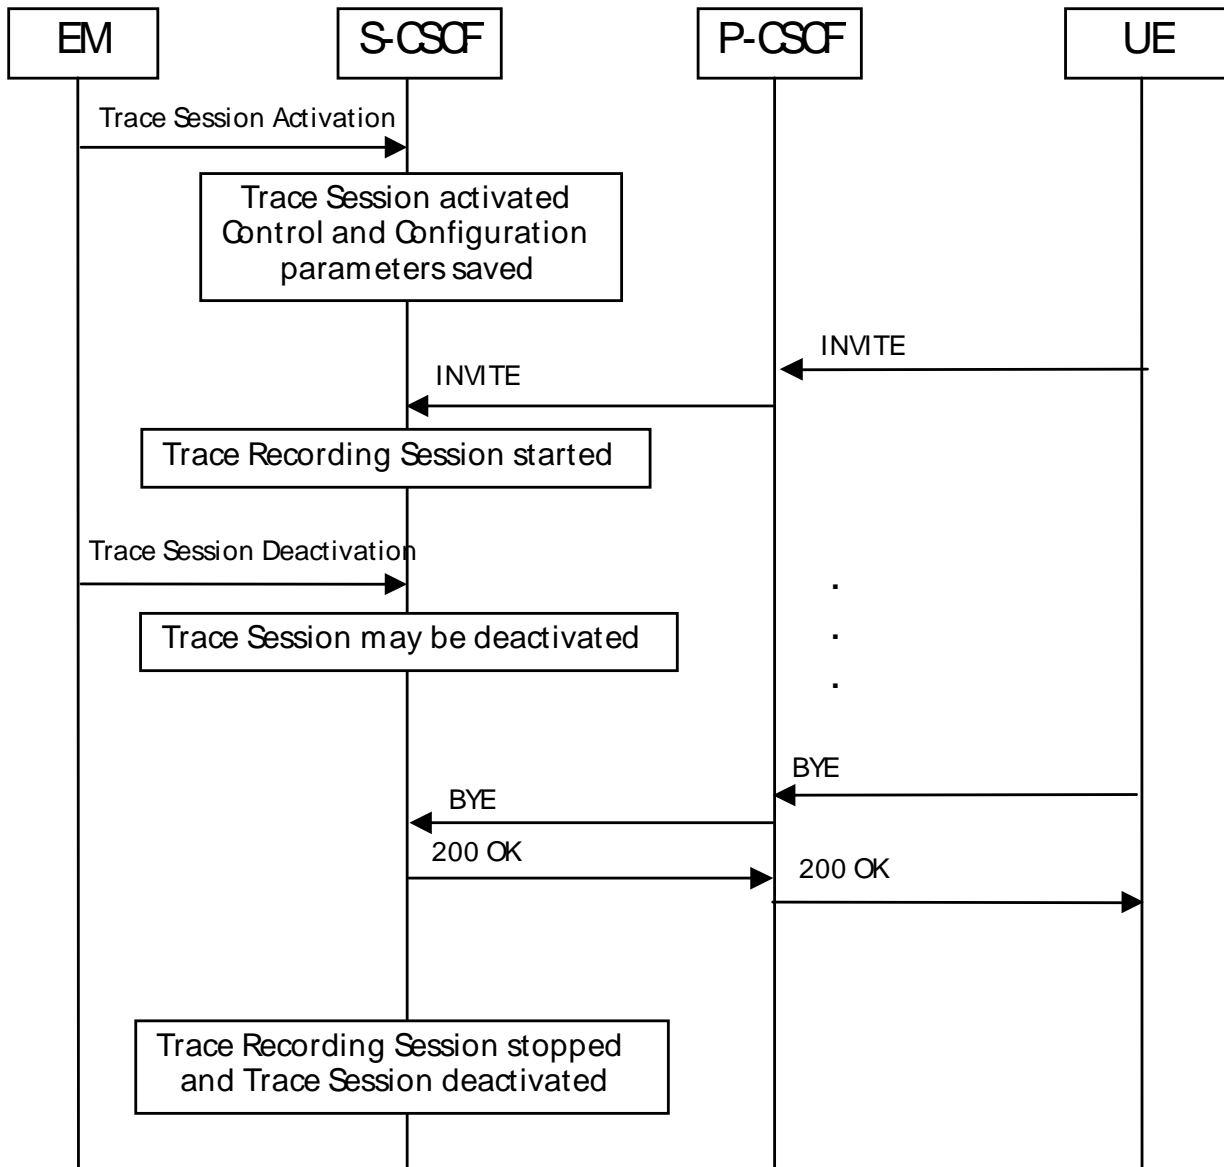 EM
S-CSCF
P-CSCF
UE
Trace Session Activation
Trace Session activated
Control and Configuration
parameters saved
INVITE
INVITE
Trace Recording Session started
Trace Session Deactivation
.
Trace Session may be deactivated
.
.
BYE
BYE
200 OK
200 OK
Trace Recording Session stopped
and Trace Session deactivated